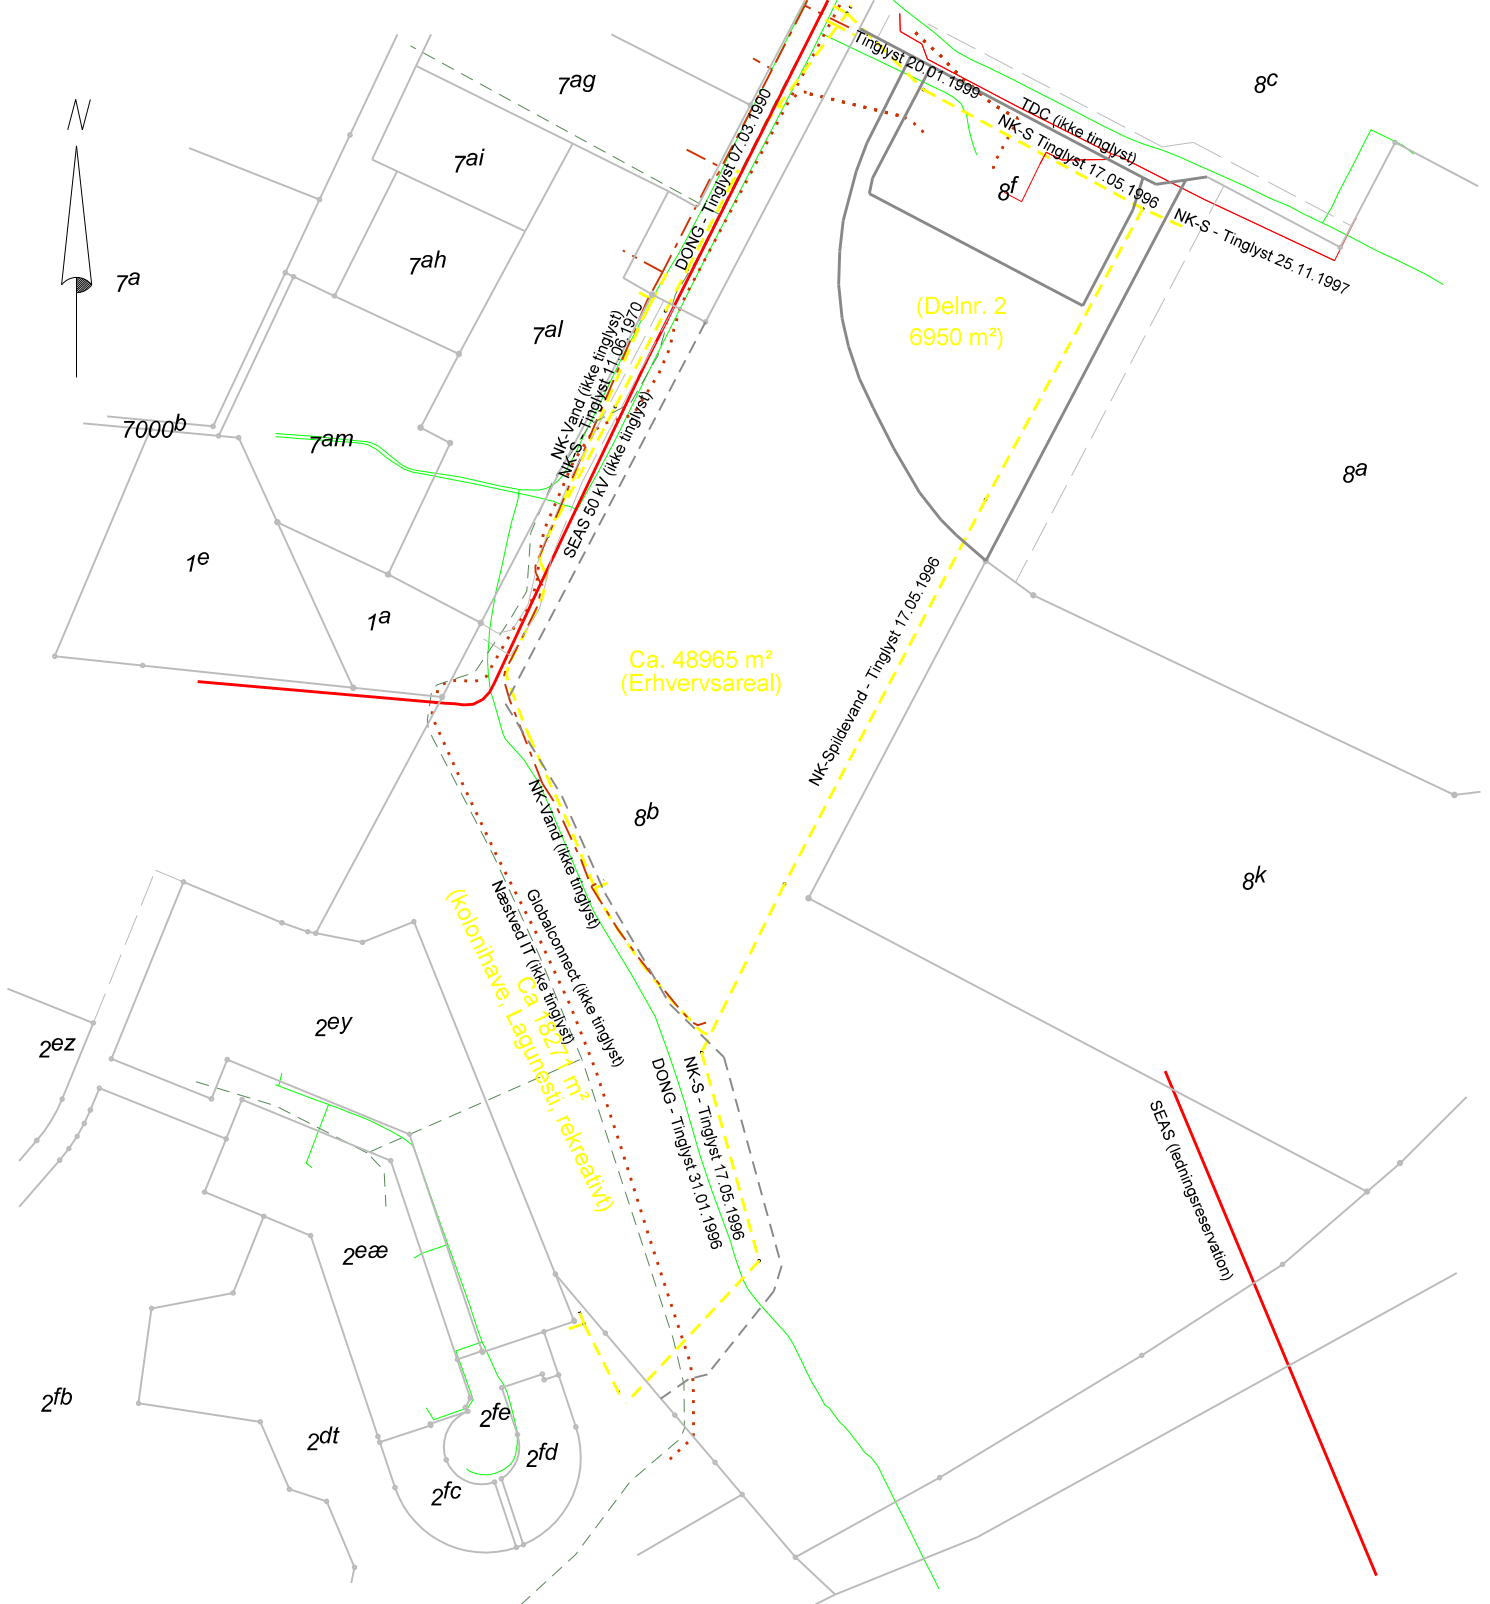 N
7ag
8c
Tinglyst 20.01.1999
TDC (ikke tinglyst)
NK-S Tinglyst 17.05.1996
7ai
8f
DONG - Tinglyst 07.03.1990
NK-S - Tinglyst 25.11.1997
7a
7ah
(Delnr. 2
6950 m²)
7al
NK-Vand (ikke tinglyst)
NK-S - Tinglyst 11.06.1970
SEAS 50 kV (ikke tinglyst)
7000b
7am
8a
1e
1a
NK-Spildevand - Tinglyst 17.05.1996
Ca. 48965 m²
(Erhvervsareal)
8b
NK-Vand (ikke tinglyst)
8k
Globalconnect (ikke tinglyst)
Næstved IT (ikke tinglyst)
Ca 18271 m²
(kolonihave, Lagunesti, rekreativt)
2ey
2ez
NK-S - Tinglyst 17.05.1996
DONG - Tinglyst 31.01.1996
SEAS (ledningsreservation)
2eæ
2fb
2dt
2fe
2fd
2fc